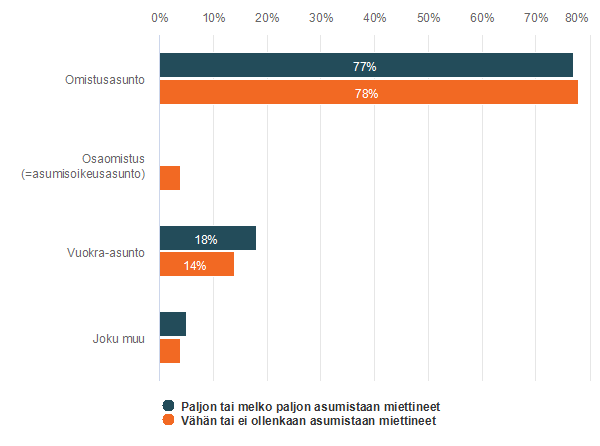 0% 10% 20% 30% 40% 50% 60% 70% 80%
Omistusasunto
77%
78%
Osaomistus
(=asumisoikeusasunto)
Vuokra-asunto
18%
14%
Joku muu
Paljon tai melko paljon asumistaan miettineet
Vähän tai ei ollenkaan asumistaan miettineet